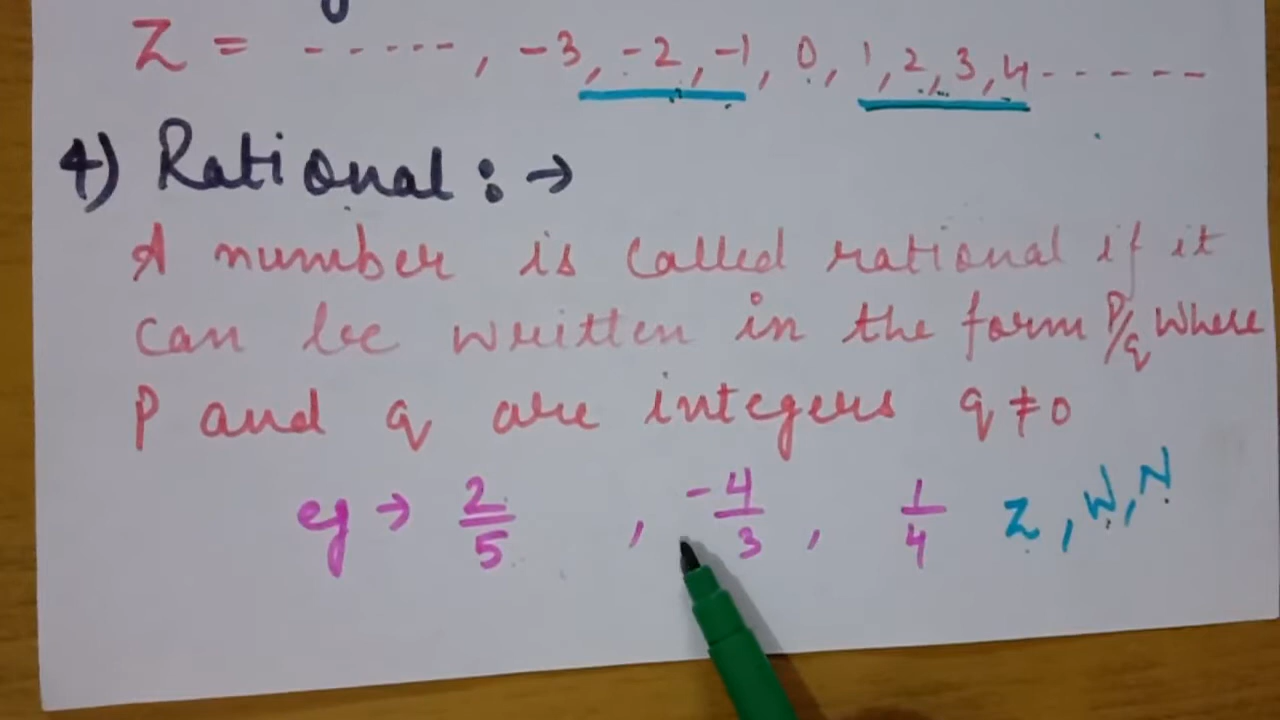 Z = - - - - -, -3, -2, -1, 0, 1, 2, 3, 4 - - - - -
4) Rational : →
A number is called rational if it
can be written in the form P/q where
P and q are integers q ≠ 0
eg → 2/5 , -4/3 , 1/4 Z, W, N